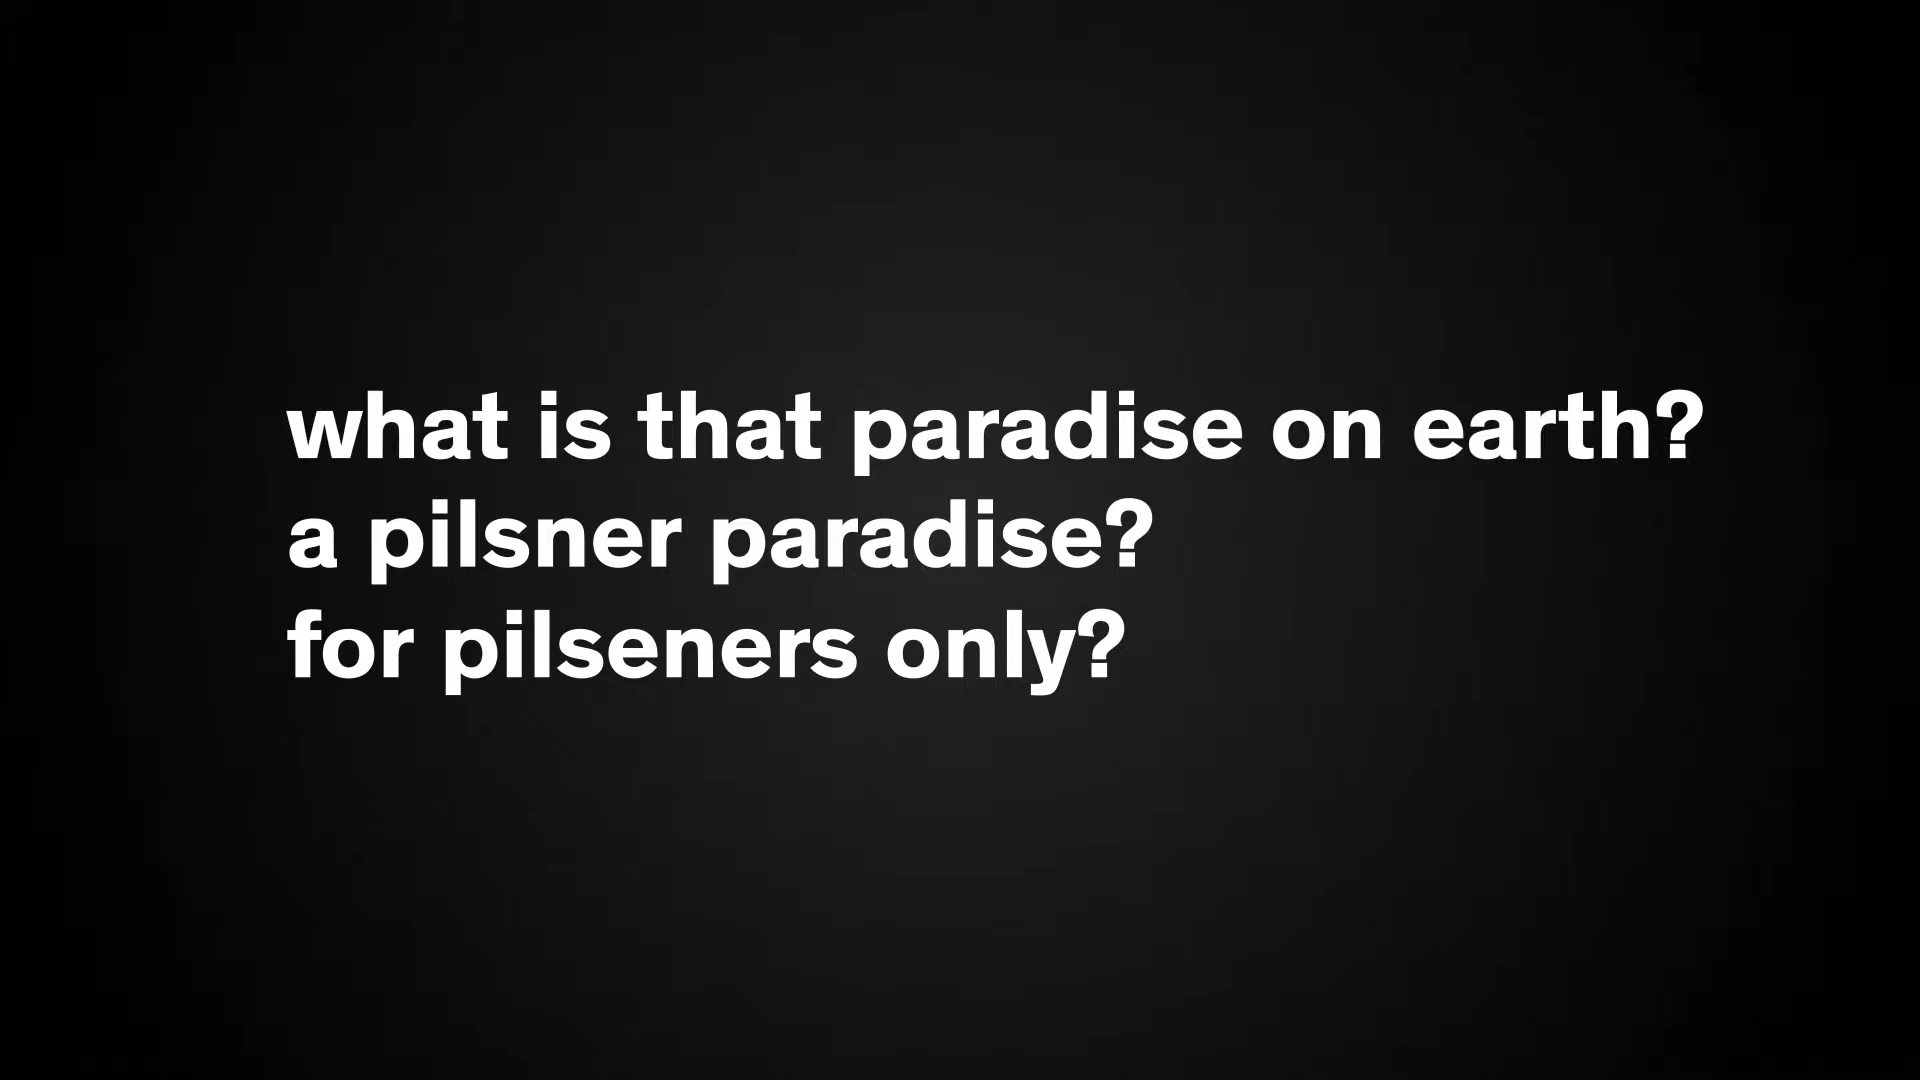 what is that paradise on earth?
a pilsner paradise?
for pilseners only?